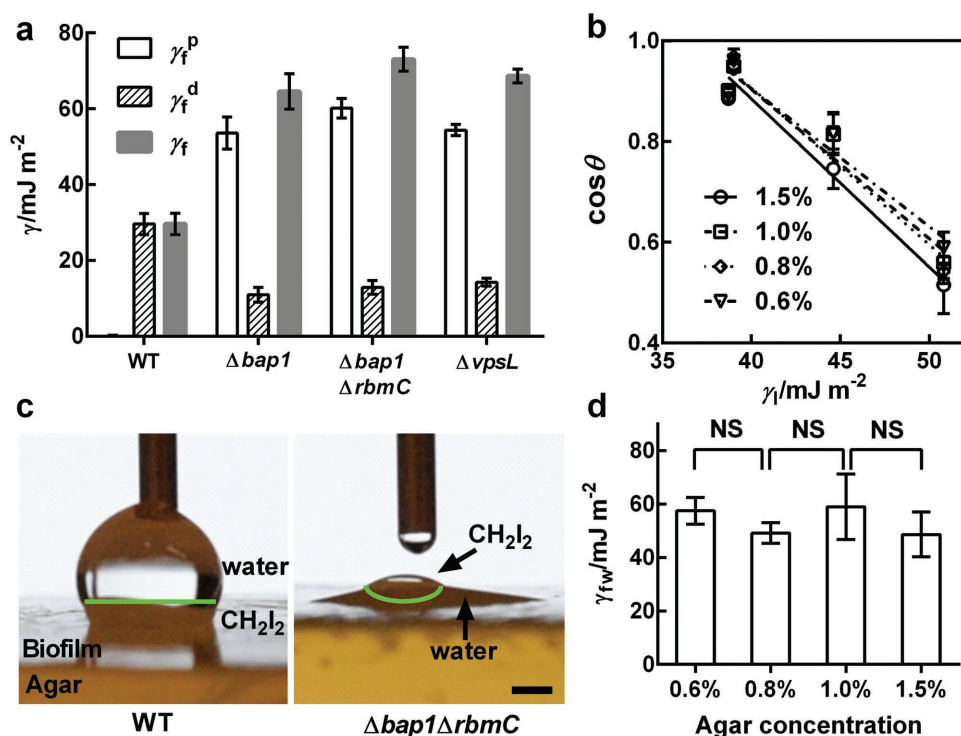 a
γ/mJ m⁻²
80
60
40
20
0
γfᵖ
γfᵈ
γf
WT
Δbap1
Δbap1
ΔrbmC
ΔvpsL
b
cosθ
1.0
0.8
0.6
0.4
1.5%
1.0%
0.8%
0.6%
35
40
45
50
γl/mJ m⁻²
c
water
CH₂I₂
Biofilm
Agar
WT
CH₂I₂
water
Δbap1ΔrbmC
d
γfw/mJ m⁻²
80
60
40
20
0
NS
NS
NS
0.6%
0.8%
1.0%
1.5%
Agar concentration